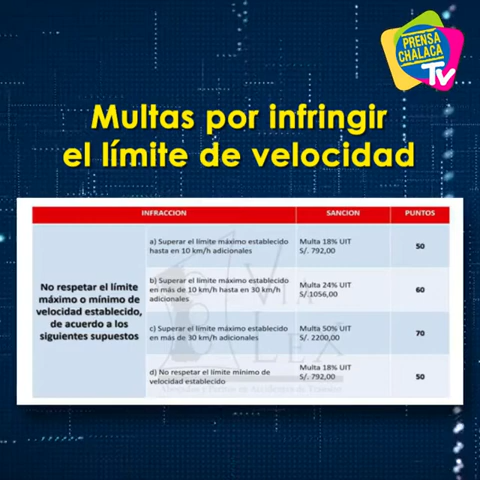 PRENSA
CHALACA
TV
Multas por infringir
el límite de velocidad
INFRACCION
SANCION
PUNTOS
No respetar el límite
máximo o mínimo de
velocidad establecido,
de acuerdo a los
siguientes supuestos
a) Superar el límite máximo establecido
hasta en 10 km/h adicionales
Multa 18% UIT
S/. 792,00
50
b) Superar el límite máximo establecido
en más de 10 km/h hasta en 30 km/h
adicionales
Multa 24% UIT
S/.1056,00
60
c) Superar el límite máximo establecido
en más de 30 km/h adicionales
Multa 50% UIT
S/. 2200,00
70
d) No respetar el límite mínimo de
velocidad establecido
Multa 18% UIT
S/. 792,00
50
VIA
LEX